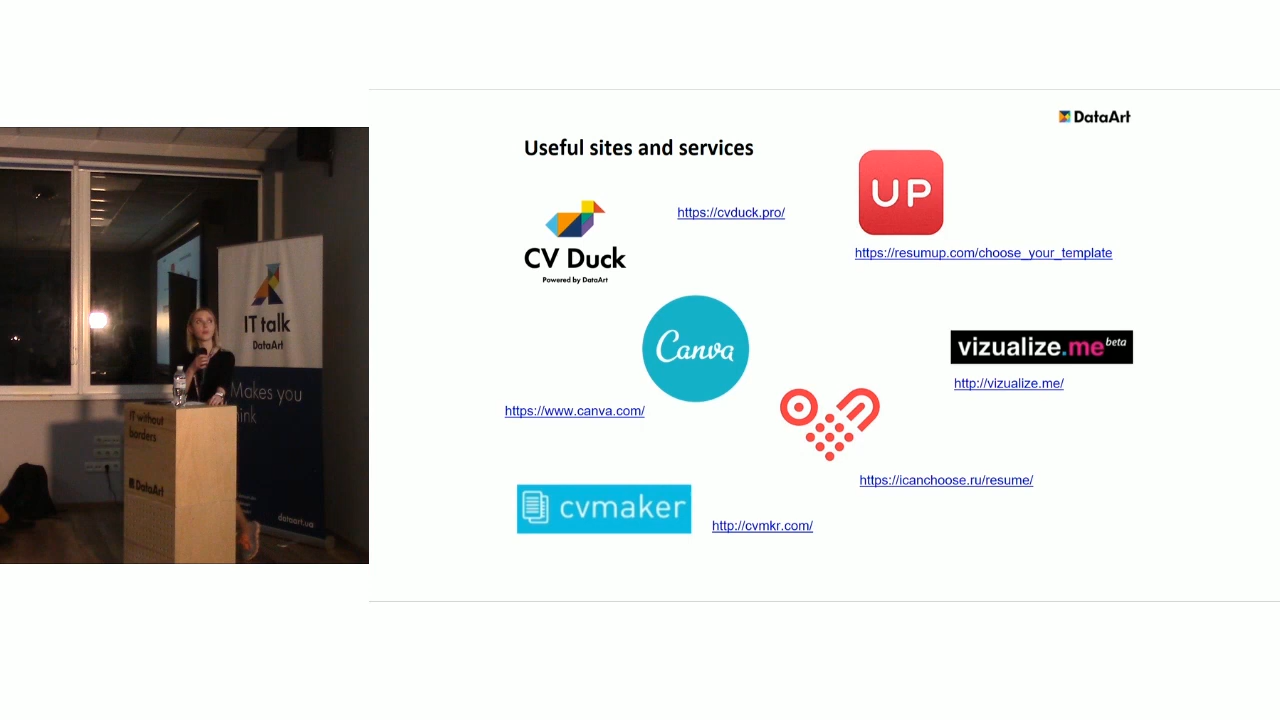 DataArt
Useful sites and services
UP
https://cvduck.pro/
https://resumup.com/choose_your_template
CV Duck
Powered by DataArt
Canva
vizualize.me beta
http://vizualize.me/
https://www.canva.com/
https://icanchoose.ru/resume/
cvmaker
http://cvmkr.com/
IT talk
DataArt
Makes you
IT without
borders
DataArt
dataart.ua